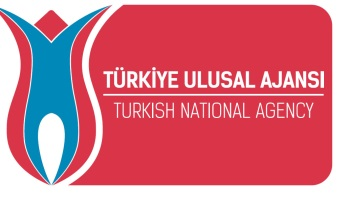 TÜRKİYE ULUSAL AJANSI
TURKISH NATIONAL AGENCY